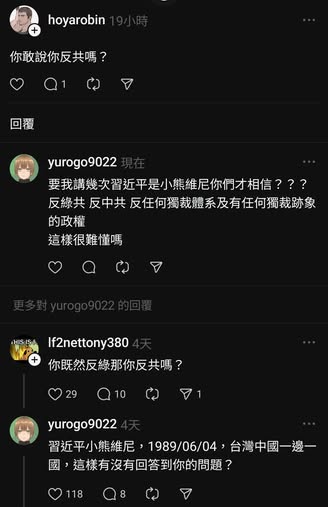 hoyarobin 19小時
你敢說你反共嗎？
1
回覆
yurogo9022 現在
要我講幾次習近平是小熊維尼你們才相信？？？
反綠共 反中共 反任何獨裁體系及有任何獨裁跡象
的政權
這樣很難懂嗎
更多對 yurogo9022 的回覆
lf2nettony380 4天
你既然反綠那你反共嗎？
29 10 1
yurogo9022 4天
習近平小熊維尼，1989/06/04，台灣中國一邊一
國，這樣有沒有回答到你的問題？
118 8